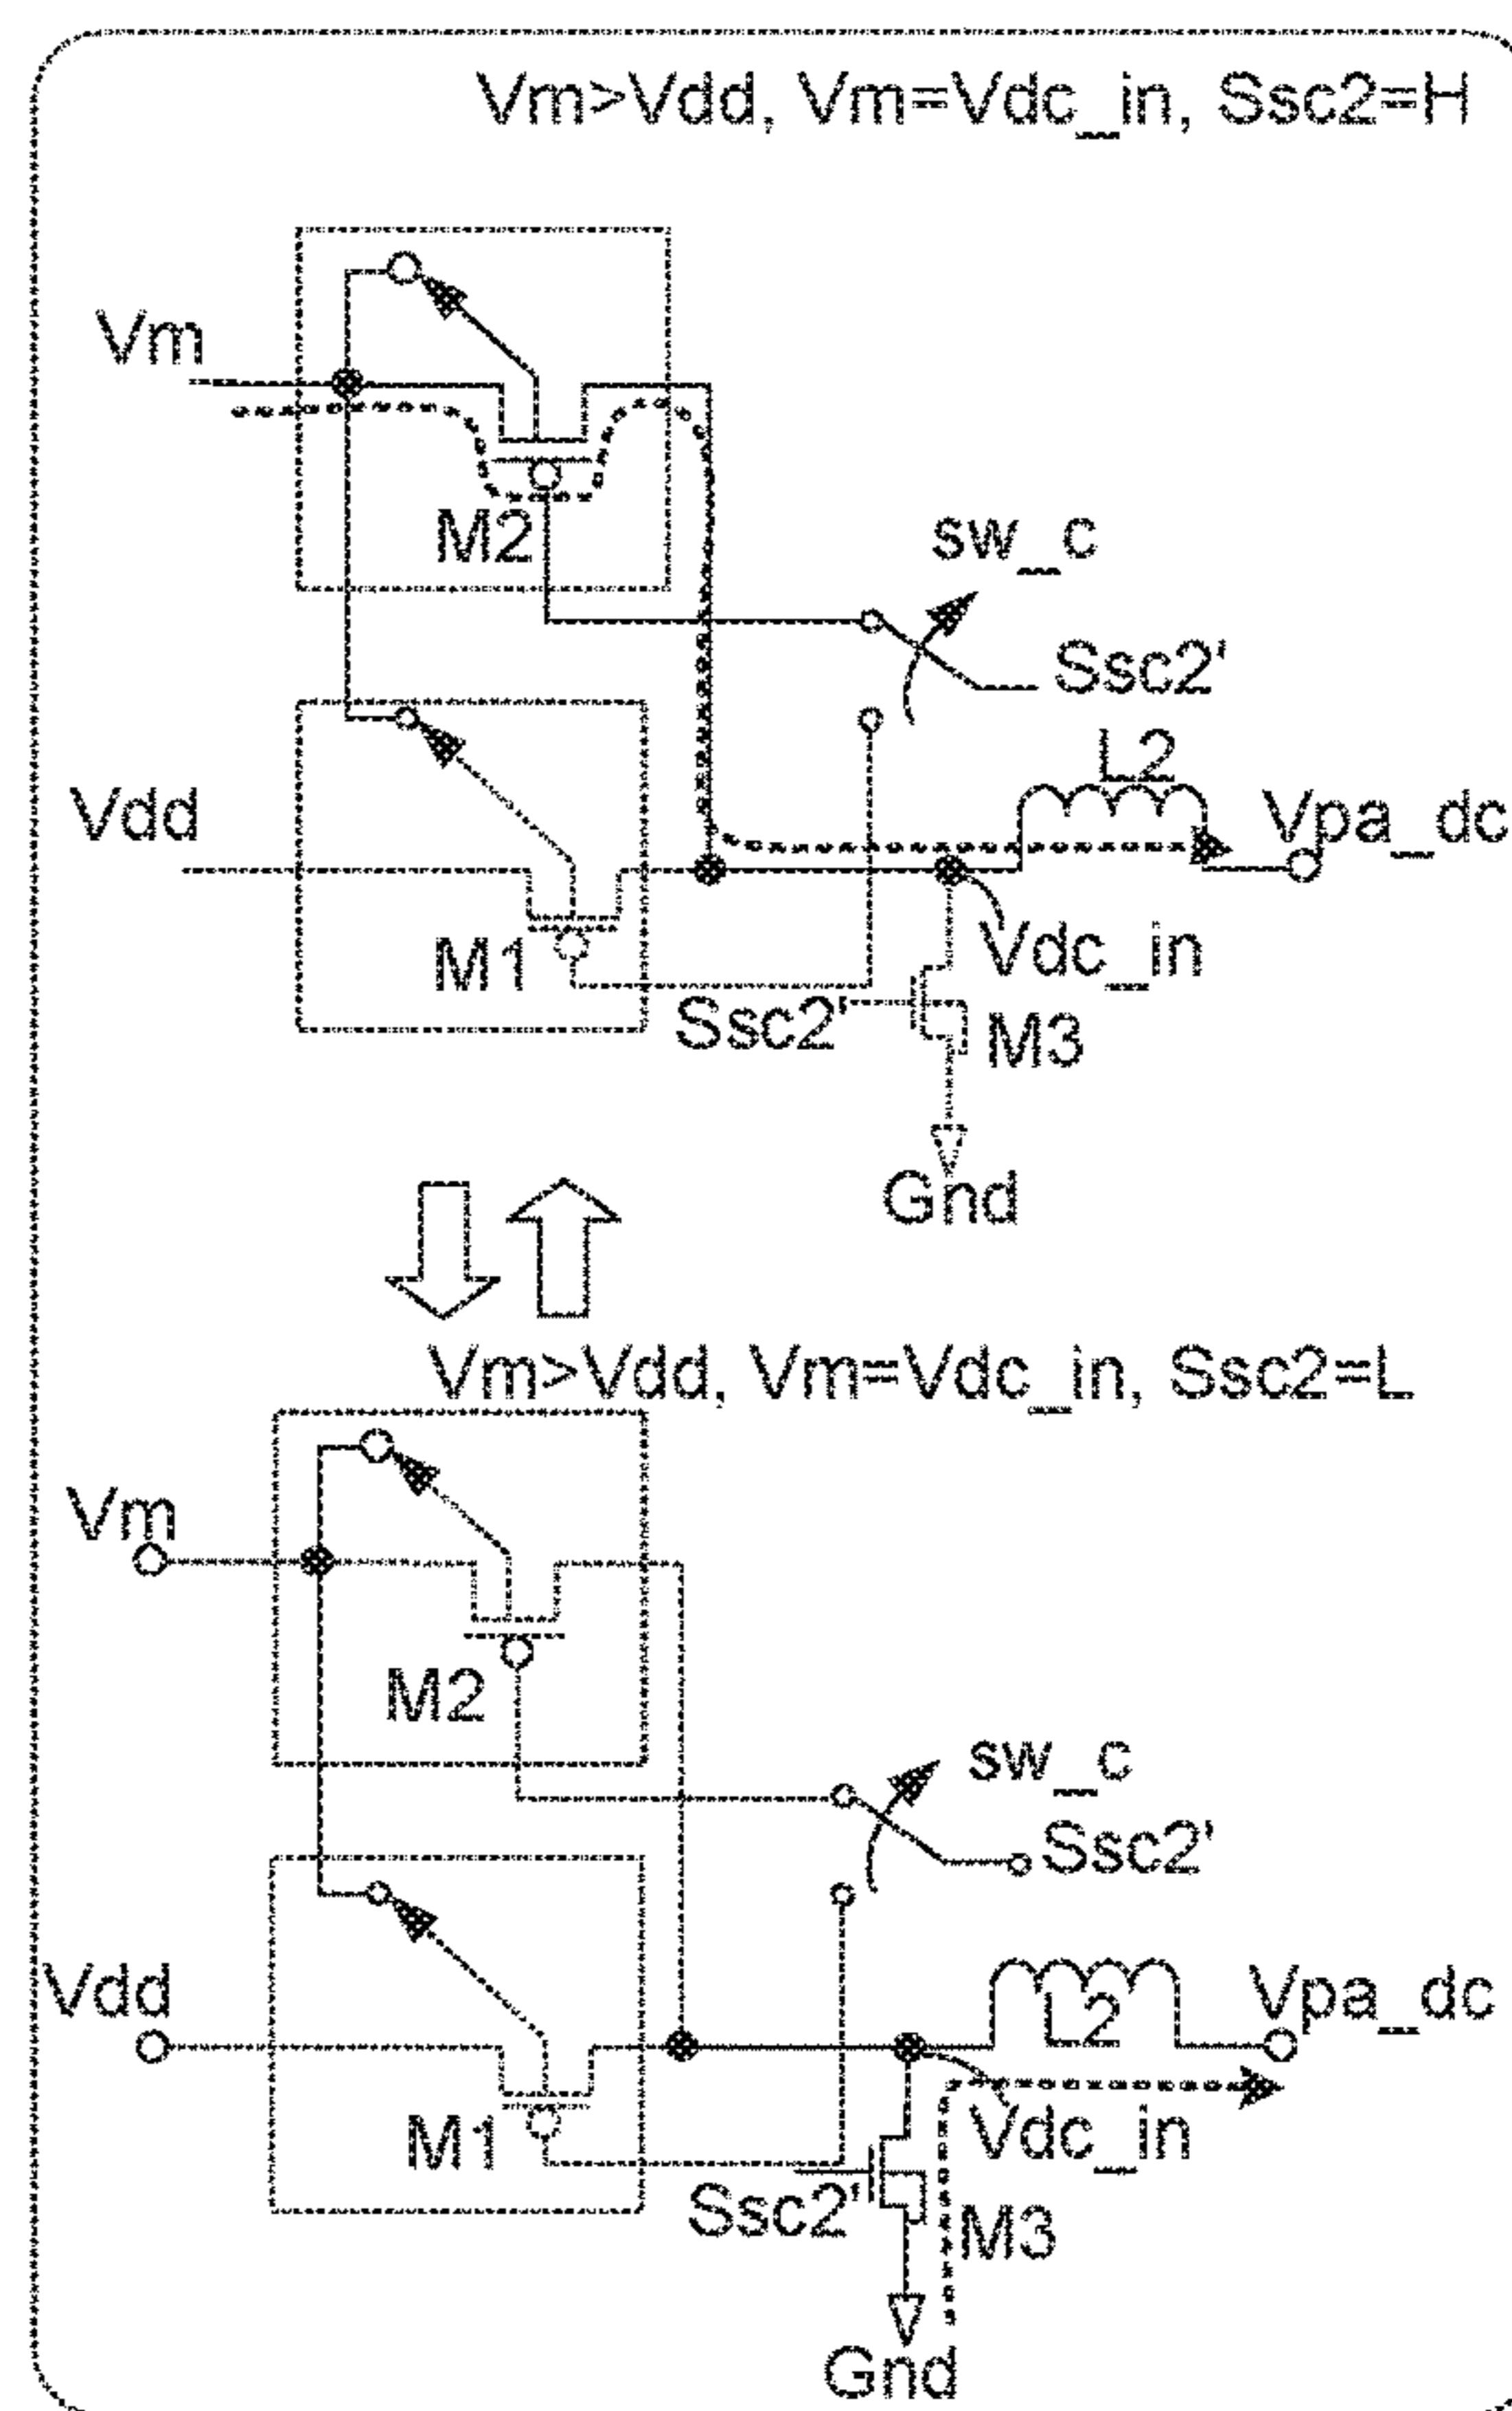 Vm>Vdd, Vm=Vdc_in, Ssc2=H
Vm
M2
sw_c
Ssc2'
L2
Vdd
Vpa_dc
M1
Vdc_in
Ssc2'
M3
Gnd
Vm>Vdd, Vm=Vdc_in, Ssc2=L
Vm
M2
sw_c
Ssc2'
Vdd
L2
Vpa_dc
M1
Vdc_in
Ssc2'
M3
Gnd